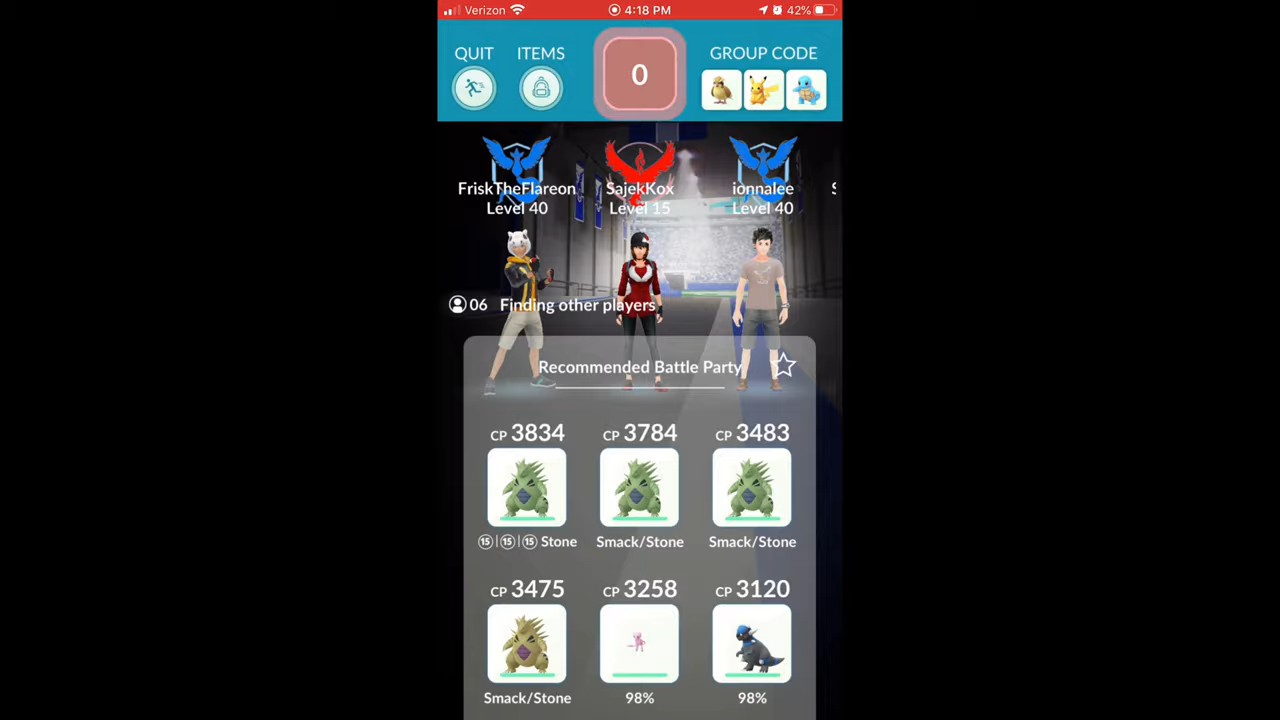 Verizon 4:18 PM 42%
QUIT ITEMS 0 GROUP CODE
FriskTheFlareon SajekKox ionnalee S
Level 40 Level 15 Level 40
06 Finding other players
Recommended Battle Party
CP 3834 CP 3784 CP 3483
15 | 15 | 15 Stone Smack/Stone Smack/Stone
CP 3475 CP 3258 CP 3120
Smack/Stone 98% 98%